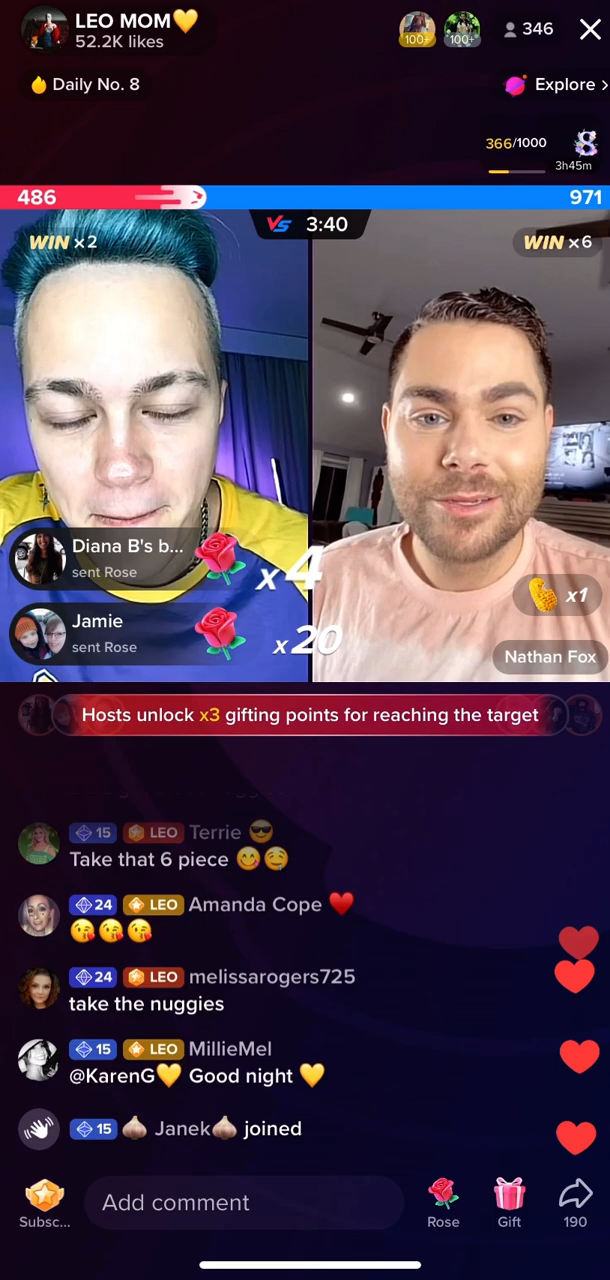 LEO MOM💛
52.2K likes
100+
100+
346
Daily No. 8
Explore >
366/1000
3h45m
486
971
VS 3:40
WIN x2
WIN x6
Diana B's b...
sent Rose
x4
Jamie
sent Rose
x20
x1
Nathan Fox
Hosts unlock x3 gifting points for reaching the target
15 LEO Terrie 😎
Take that 6 piece 😋🤤
24 LEO Amanda Cope ♥️
😘😘😘
24 LEO melissarogers725
take the nuggies
15 LEO MillieMel
@KarenG💛 Good night 💛
15 🧄 Janek🧄 joined
Add comment
Subsc...
Rose
Gift
190